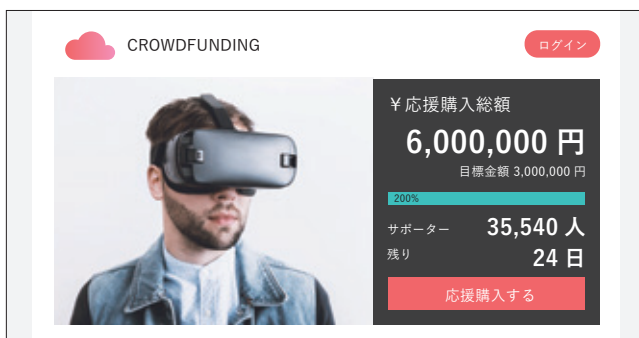 CROWDFUNDING
ログイン
￥応援購入総額
6,000,000 円
目標金額 3,000,000 円
200%
サポーター 35,540 人
残り 24 日
応援購入する